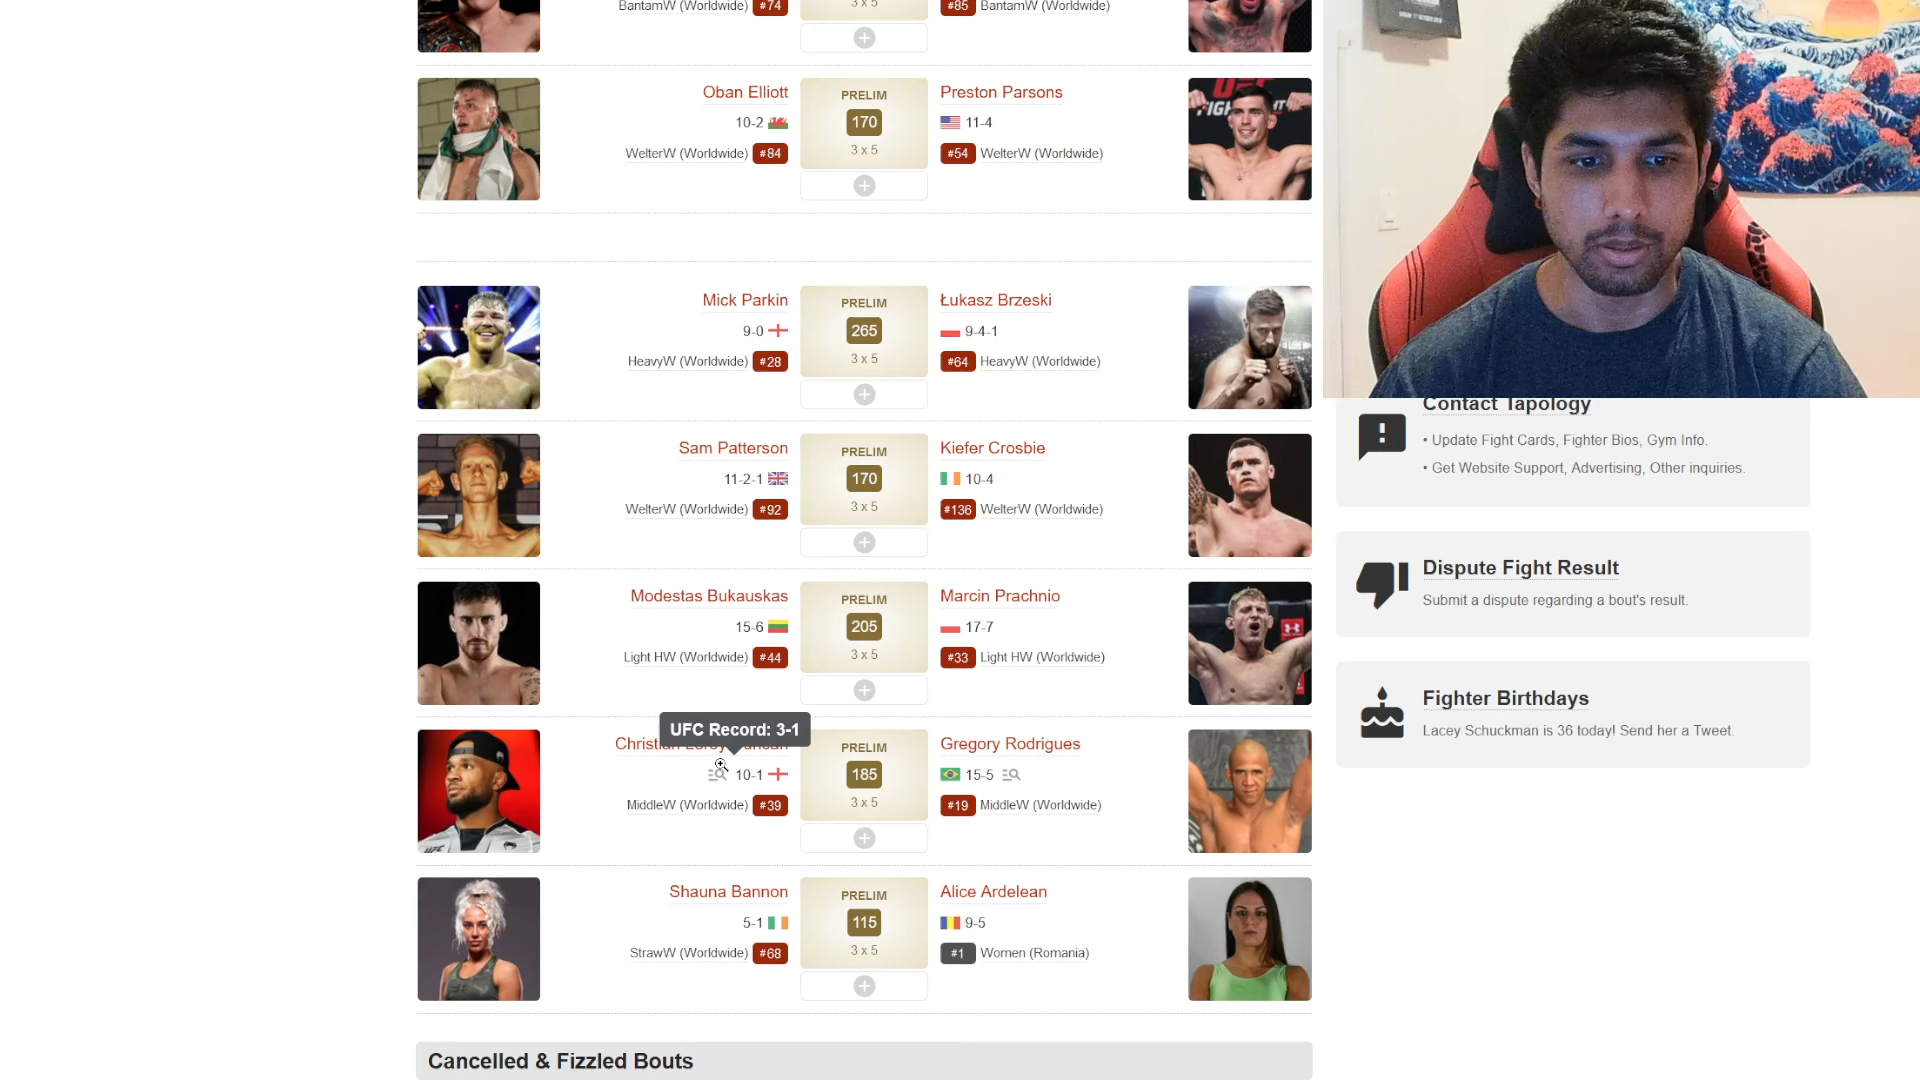 BantamW (Worldwide) #74
3 x 5
#85 BantamW (Worldwide)
Oban Elliott
10-2
WelterW (Worldwide) #84
PRELIM
170
3 x 5
Preston Parsons
11-4
#54 WelterW (Worldwide)
Mick Parkin
9-0
HeavyW (Worldwide) #28
PRELIM
265
3 x 5
Łukasz Brzeski
9-4-1
#64 HeavyW (Worldwide)
Sam Patterson
11-2-1
WelterW (Worldwide) #92
PRELIM
170
3 x 5
Kiefer Crosbie
10-4
#136 WelterW (Worldwide)
Modestas Bukauskas
15-6
Light HW (Worldwide) #44
PRELIM
205
3 x 5
Marcin Prachnio
17-7
#33 Light HW (Worldwide)
UFC Record: 3-1
Christian
10-1
MiddleW (Worldwide) #39
PRELIM
185
3 x 5
Gregory Rodrigues
15-5
#19 MiddleW (Worldwide)
Shauna Bannon
5-1
StrawW (Worldwide) #68
PRELIM
115
3 x 5
Alice Ardelean
9-5
#1 Women (Romania)
Cancelled & Fizzled Bouts
Contact Tapology
• Update Fight Cards, Fighter Bios, Gym Info.
• Get Website Support, Advertising, Other inquiries.
Dispute Fight Result
Submit a dispute regarding a bout's result.
Fighter Birthdays
Lacey Schuckman is 36 today! Send her a Tweet.